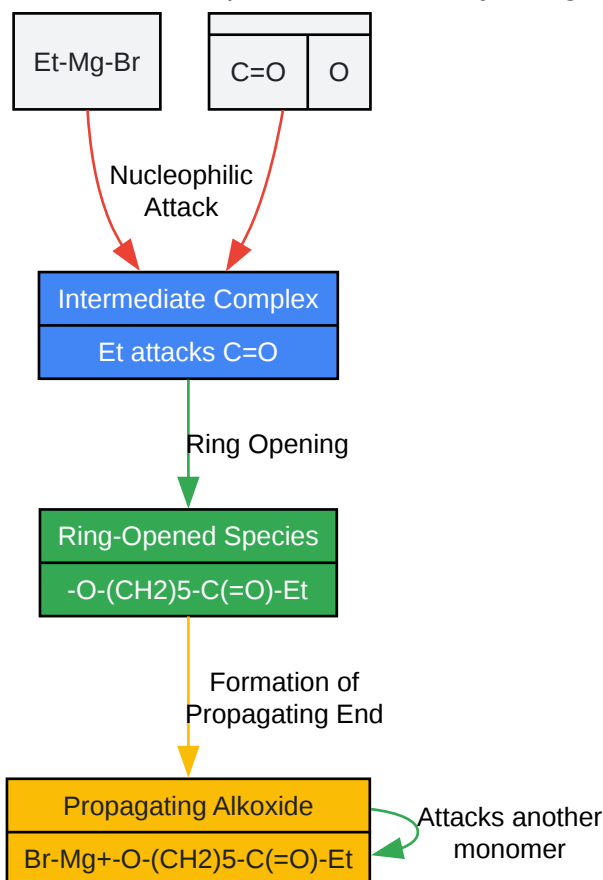 Et-Mg-Br
C=O
O
Nucleophilic
Attack
Intermediate Complex
Et attacks C=O
Ring Opening
Ring-Opened Species
-O-(CH2)5-C(=O)-Et
Formation of
Propagating End
Propagating Alkoxide
Br-Mg+-O-(CH2)5-C(=O)-Et
Attacks another
monomer